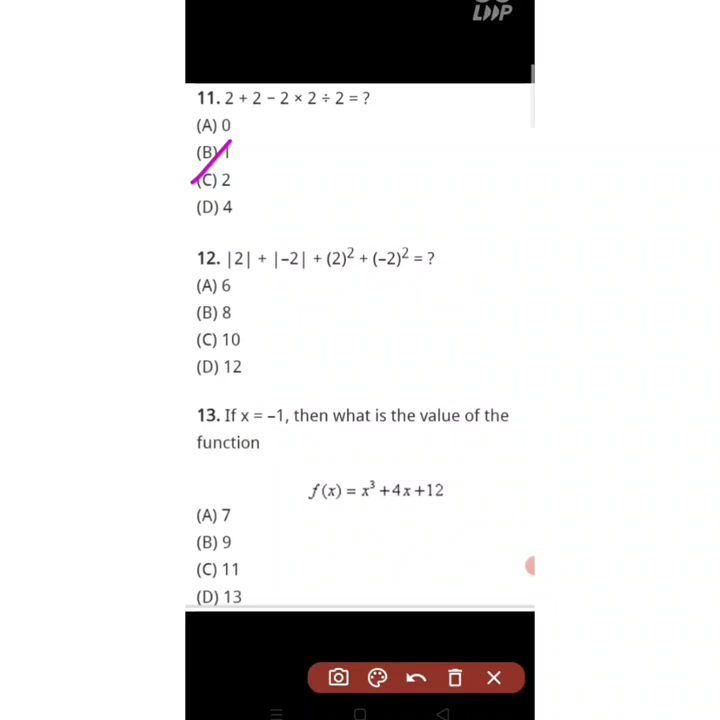 LOOP
11. 2 + 2 − 2 × 2 ÷ 2 = ?
(A) 0
(B) 1
(C) 2
(D) 4
12. |2| + |−2| + (2)² + (−2)² = ?
(A) 6
(B) 8
(C) 10
(D) 12
13. If x = −1, then what is the value of the
function
f(x) = x³ +4x+12
(A) 7
(B) 9
(C) 11
(D) 13